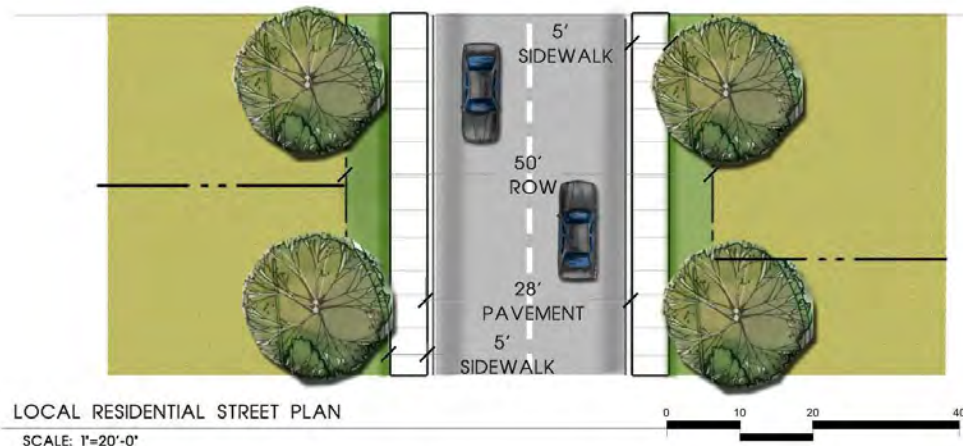 5'
SIDEWALK
50'
ROW
28'
PAVEMENT
5'
SIDEWALK
LOCAL RESIDENTIAL STREET PLAN
SCALE: 1"=20'-0"
0 10 20 40